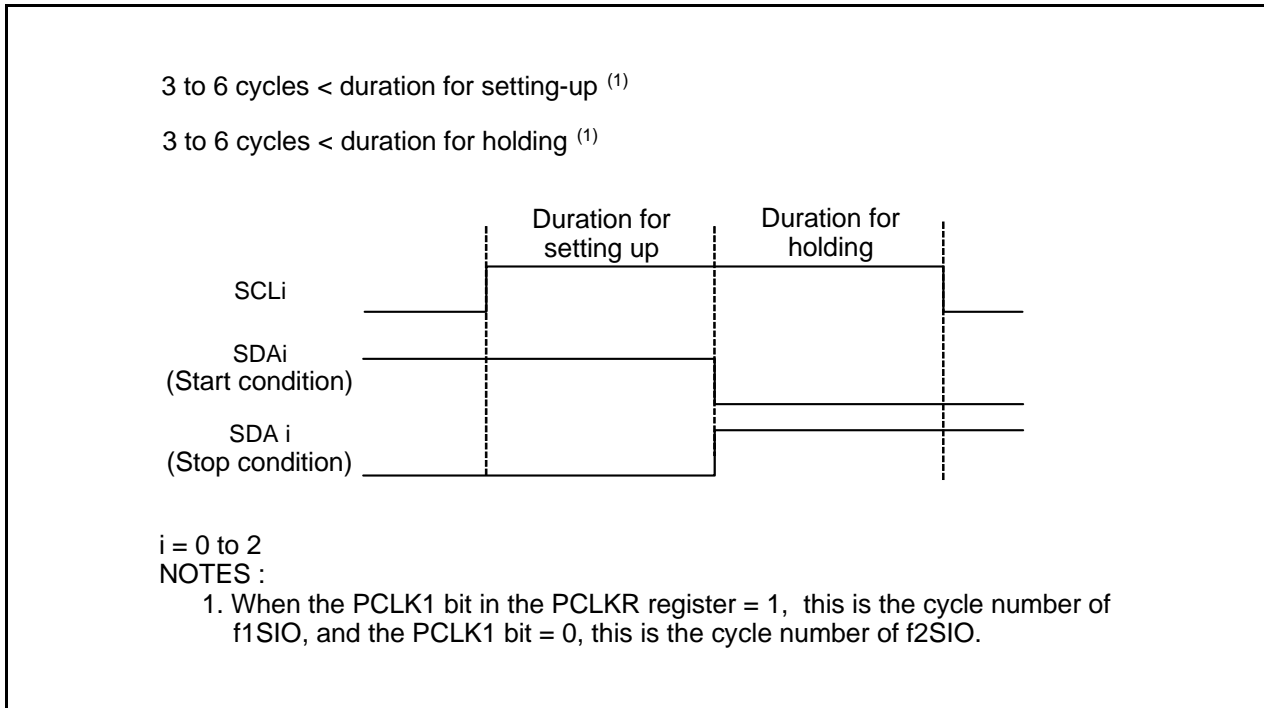 3 to 6 cycles < duration for setting-up (1)
3 to 6 cycles < duration for holding (1)
Duration for
setting up
Duration for
holding
SCLi
SDAi
(Start condition)
SDA i
(Stop condition)
i = 0 to 2
NOTES :
1. When the PCLK1 bit in the PCLKR register = 1, this is the cycle number of
f1SIO, and the PCLK1 bit = 0, this is the cycle number of f2SIO.